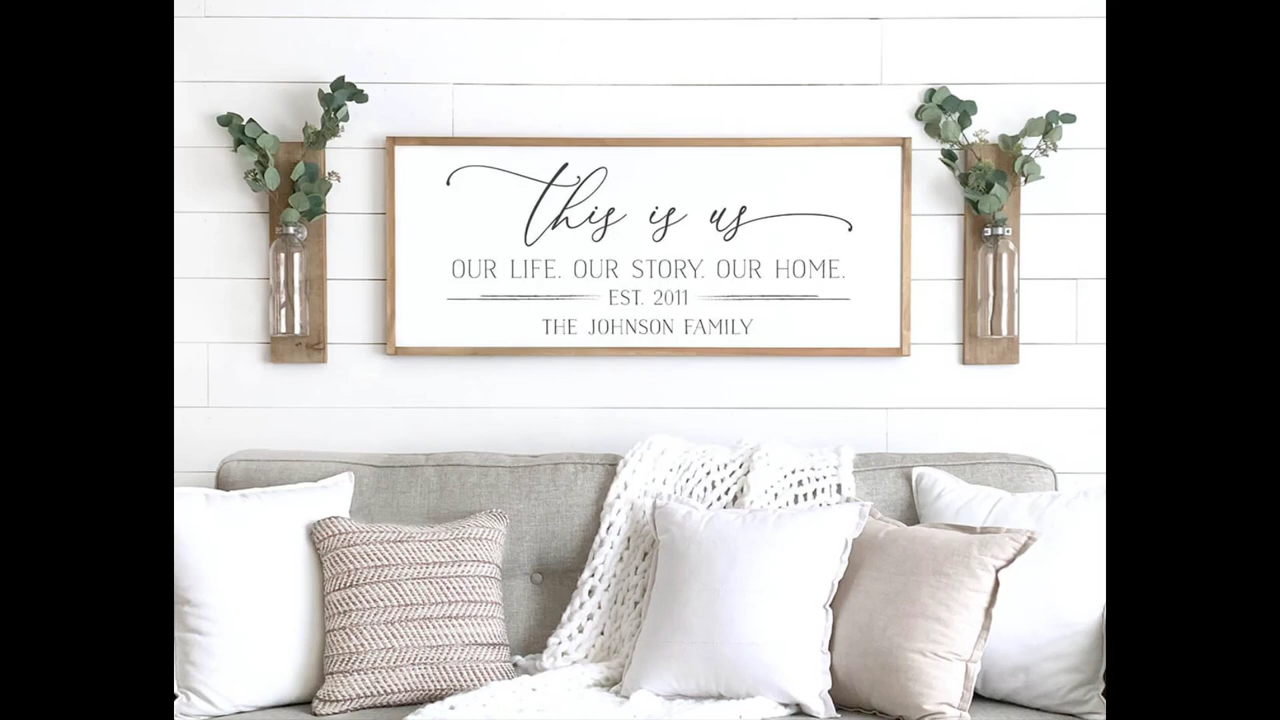 this is us
OUR LIFE. OUR STORY. OUR HOME.
EST. 2011
THE JOHNSON FAMILY